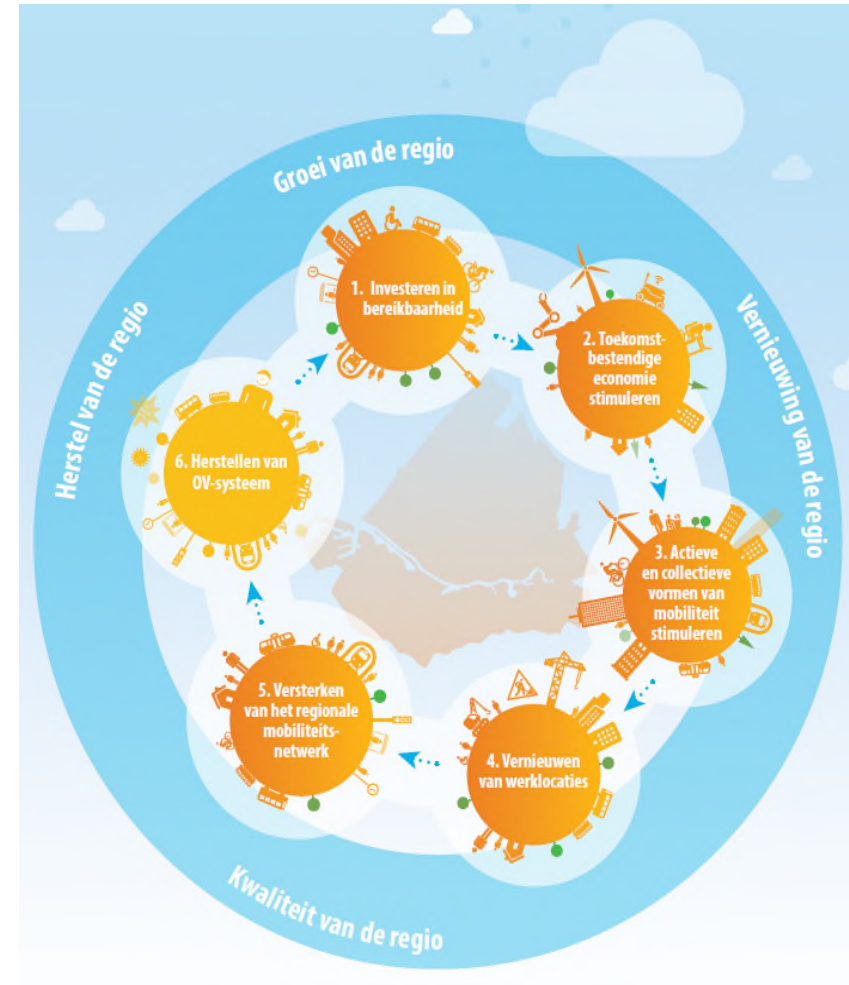 Groei van de regio
Vernieuwing van de regio
Kwaliteit van de regio
Herstel van de regio
1. Investeren in
bereikbaarheid
2. Toekomst-
bestendige
economie
stimuleren
3. Actieve
en collectieve
vormen van
mobiliteit
stimuleren
4. Vernieuwen
van werklocaties
5. Versterken
van het regionale
mobiliteits-
netwerk
6. Herstellen van
OV-systeem